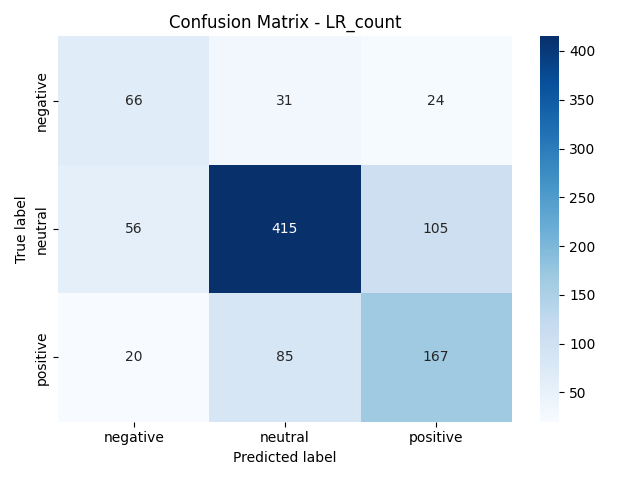 Confusion Matrix - LR_count
True label
negative
66 31 24
neutral
56 415 105
positive
20 85 167
negative neutral positive
Predicted label
400
350
300
250
200
150
100
50